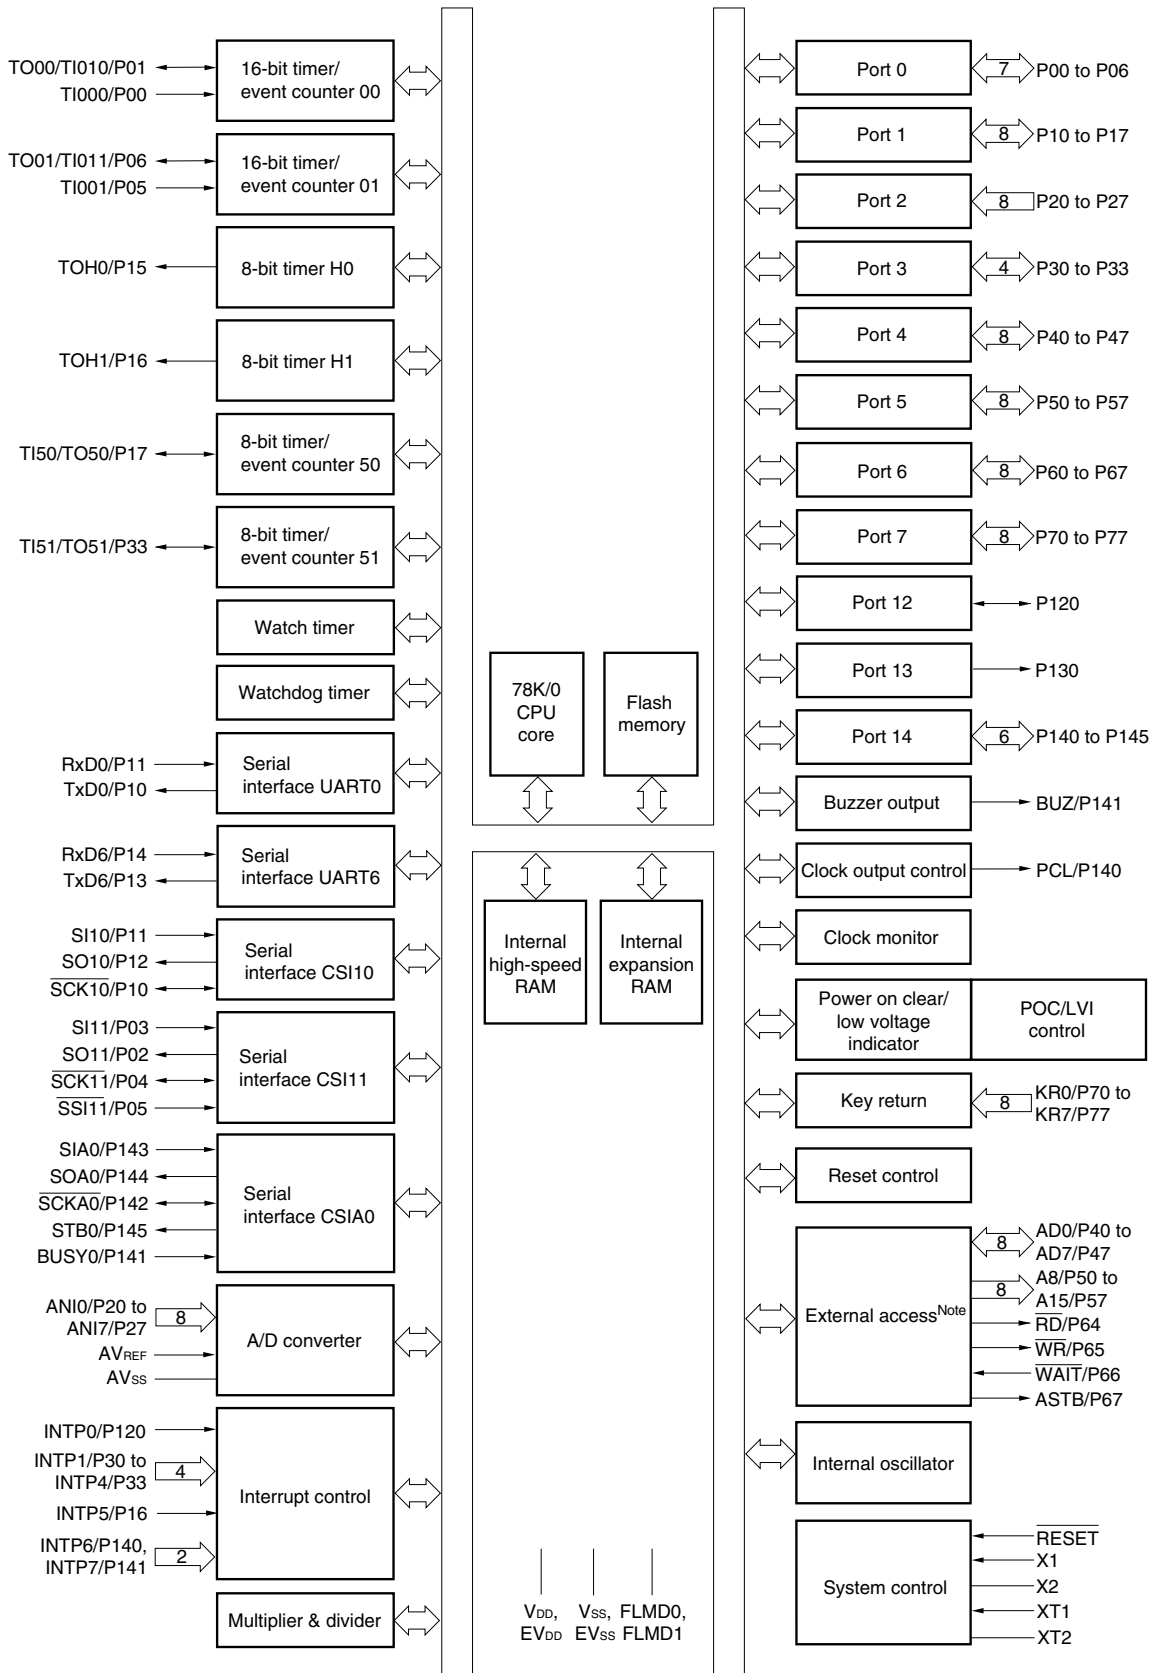 TO00/TI010/P01
TI000/P00
16-bit timer/
event counter 00
TO01/TI011/P06
TI001/P05
16-bit timer/
event counter 01
TOH0/P15
8-bit timer H0
TOH1/P16
8-bit timer H1
TI50/TO50/P17
8-bit timer/
event counter 50
TI51/TO51/P33
8-bit timer/
event counter 51
Watch timer
Watchdog timer
RxD0/P11
TxD0/P10
Serial
interface UART0
RxD6/P14
TxD6/P13
Serial
interface UART6
SI10/P11
SO10/P12
SCK10/P10
Serial
interface CSI10
SI11/P03
SO11/P02
SCK11/P04
SSI11/P05
Serial
interface CSI11
SIA0/P143
SOA0/P144
SCKA0/P142
STB0/P145
BUSY0/P141
Serial
interface CSIA0
ANI0/P20 to
ANI7/P27
8
AVREF
AVSS
A/D converter
INTP0/P120
INTP1/P30 to
INTP4/P33
4
INTP5/P16
INTP6/P140,
INTP7/P141
2
Interrupt control
Multiplier & divider
78K/0
CPU
core
Flash
memory
Internal
high-speed
RAM
Internal
expansion
RAM
VDD,
EVDD
VSS,
EVSS
FLMD0,
FLMD1
Port 0
7
P00 to P06
Port 1
8
P10 to P17
Port 2
8
P20 to P27
Port 3
4
P30 to P33
Port 4
8
P40 to P47
Port 5
8
P50 to P57
Port 6
8
P60 to P67
Port 7
8
P70 to P77
Port 12
P120
Port 13
P130
Port 14
6
P140 to P145
Buzzer output
BUZ/P141
Clock output control
PCL/P140
Clock monitor
Power on clear/
low voltage
indicator
POC/LVI
control
Key return
8
KR0/P70 to
KR7/P77
Reset control
External accessNote
8
AD0/P40 to
AD7/P47
8
A8/P50 to
A15/P57
RD/P64
WR/P65
WAIT/P66
ASTB/P67
Internal oscillator
System control
RESET
X1
X2
XT1
XT2